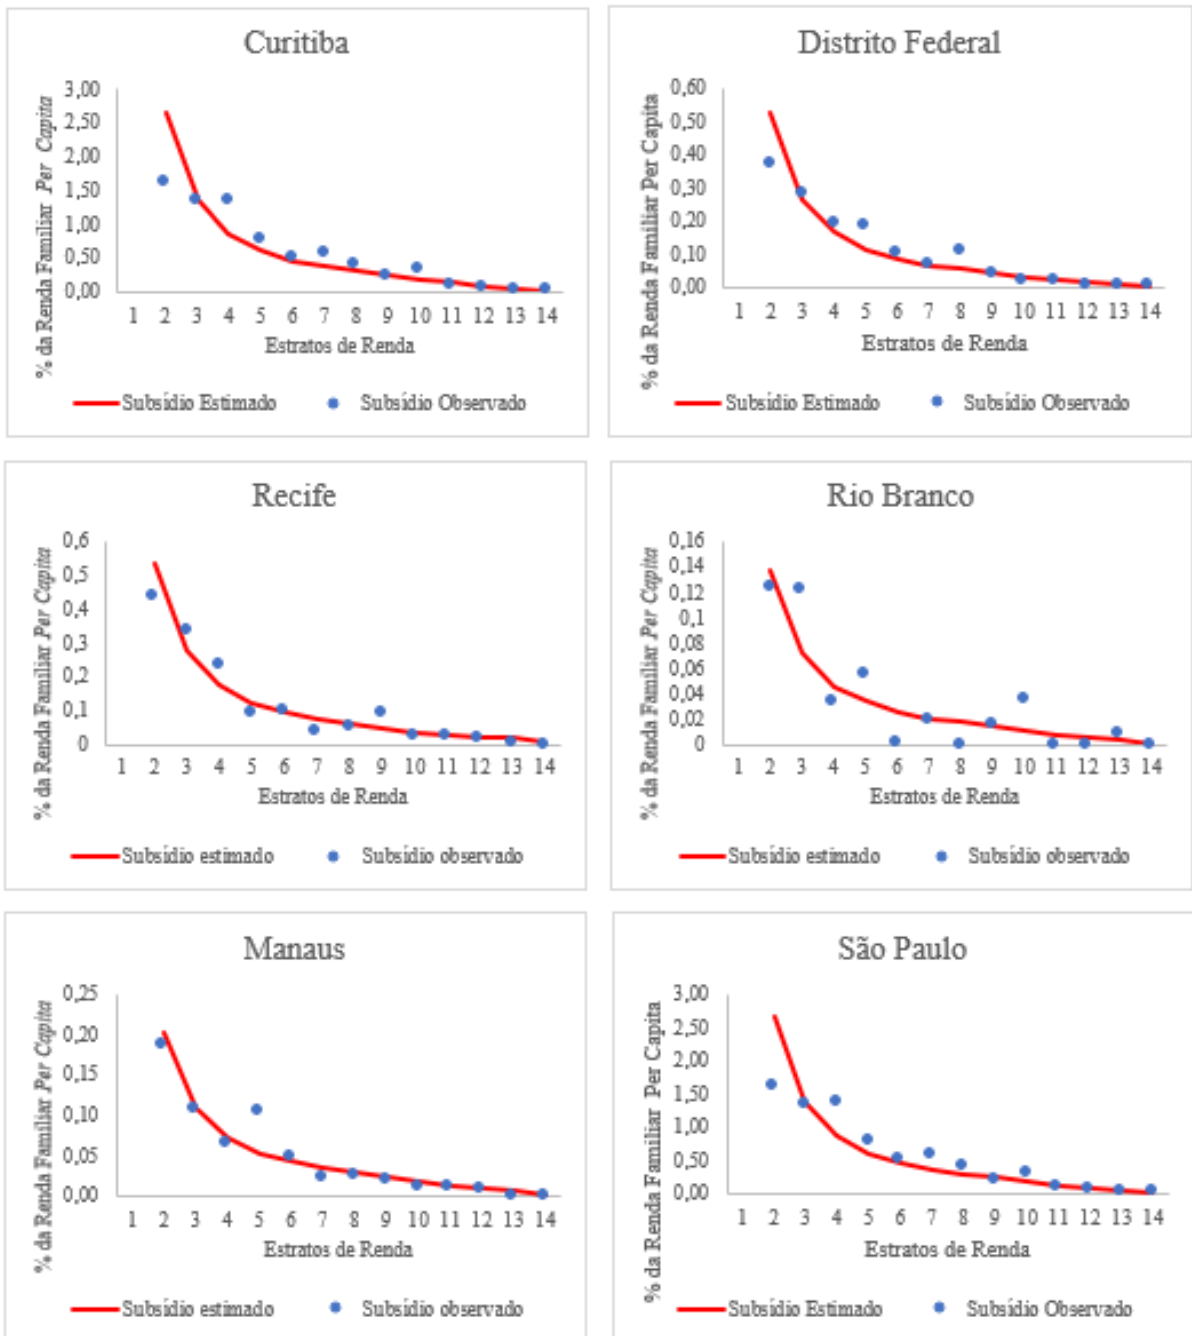 Curitiba
% da Renda Familiar Per Capita
3,00
2,50
2,00
1,50
1,00
0,50
0,00
1 2 3 4 5 6 7 8 9 10 11 12 13 14
Estratos de Renda
Subsídio Estimado Subsídio Observado
Distrito Federal
% da Renda Familiar Per Capita
0,60
0,50
0,40
0,30
0,20
0,10
0,00
1 2 3 4 5 6 7 8 9 10 11 12 13 14
Estratos de Renda
Subsídio Estimado Subsídio Observado
Recife
% da Renda Familiar Per Capita
0,6
0,5
0,4
0,3
0,2
0,1
0
1 2 3 4 5 6 7 8 9 10 11 12 13 14
Estratos de Renda
Subsídio estimado Subsídio observado
Rio Branco
% da Renda Familiar Per Capita
0,16
0,14
0,12
0,1
0,08
0,06
0,04
0,02
0
1 2 3 4 5 6 7 8 9 10 11 12 13 14
Estratos de Renda
Subsídio estimado Subsídio observado
Manaus
% da Renda Familiar Per Capita
0,25
0,20
0,15
0,10
0,05
0,00
1 2 3 4 5 6 7 8 9 10 11 12 13 14
Estratos de Renda
Subsídio estimado Subsídio observado
São Paulo
% da Renda Familiar Per Capita
3,00
2,50
2,00
1,50
1,00
0,50
0,00
1 2 3 4 5 6 7 8 9 10 11 12 13 14
Estratos de Renda
Subsídio Estimado Subsídio Observado